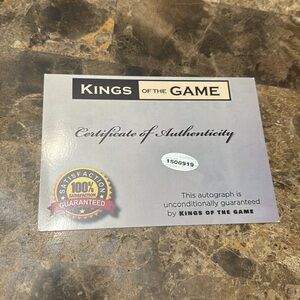 KINGS OF THE GAME
Certificate of Authenticity
1500919
SATISFACTION
100%
SATISFACTION
GUARANTEED
This autograph is
unconditionally guaranteed
by KINGS OF THE GAME